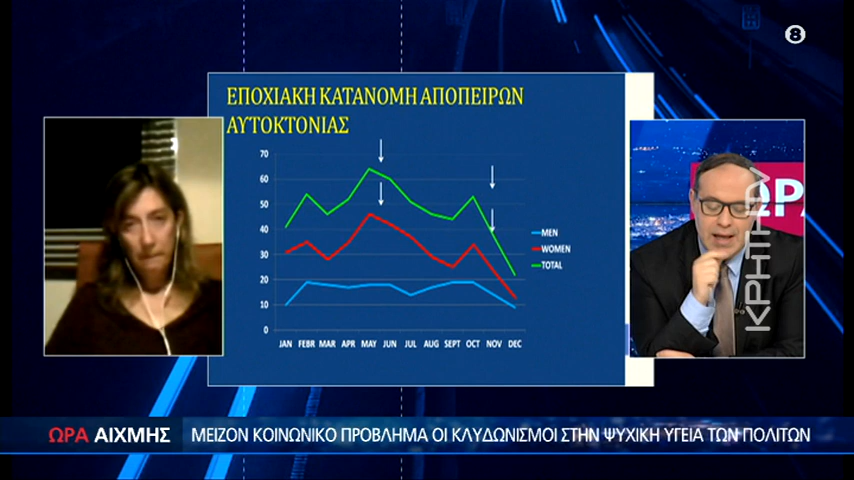 8
ΕΠΟΧΙΑΚΗ ΚΑΤΑΝΟΜΗ ΑΠΟΠΕΙΡΩΝ
ΑΥΤΟΚΤΟΝΙΑΣ
70
60
50
40
30
20
10
0
JAN FEBR MAR APR MAY JUN JUL AUG SEPT OCT NOV DEC
MEN
WOMEN
TOTAL
ΩΡΑ
ΚΡΗΤΗ TV
ΩΡΑ ΑΙΧΜΗΣ ΜΕΙΖΟΝ ΚΟΙΝΩΝΙΚΟ ΠΡΟΒΛΗΜΑ ΟΙ ΚΛΥΔΩΝΙΣΜΟΙ ΣΤΗΝ ΨΥΧΙΚΗ ΥΓΕΙΑ ΤΩΝ ΠΟΛΙΤΩΝ